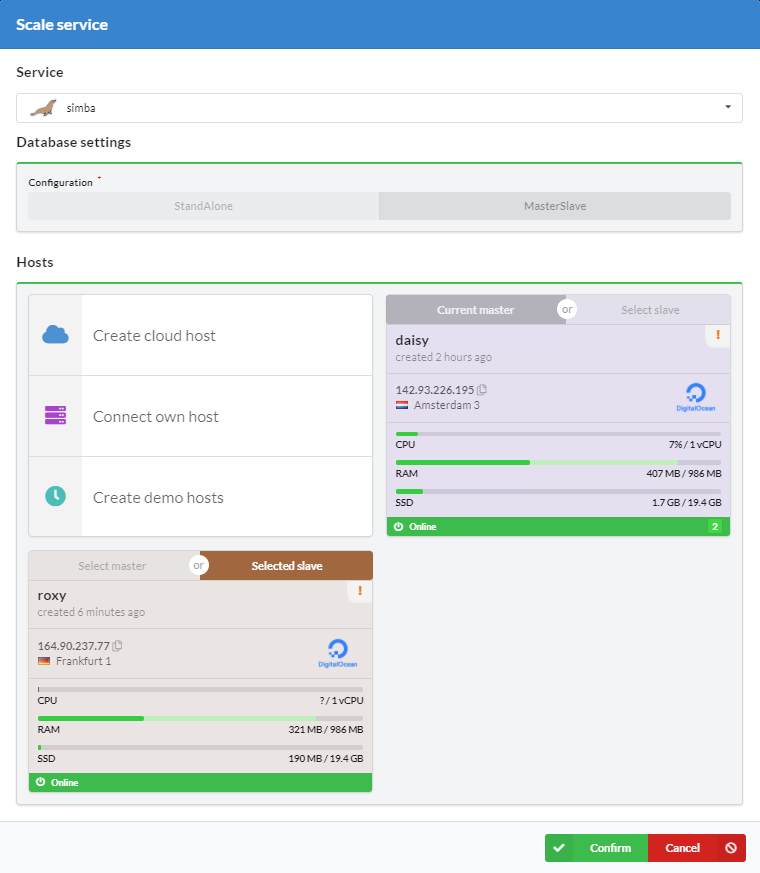 Scale service
Service
simba
Database settings
Configuration *
StandAlone
MasterSlave
Hosts
Create cloud host
Connect own host
Create demo hosts
Current master
or
Select slave
daisy
!
created 2 hours ago
142.93.226.195
Amsterdam 3
DigitalOcean
CPU
7% / 1 vCPU
RAM
407 MB / 986 MB
SSD
1.7 GB / 19.4 GB
Online
2
Select master
or
Selected slave
roxy
!
created 6 minutes ago
164.90.237.77
Frankfurt 1
DigitalOcean
CPU
? / 1 vCPU
RAM
321 MB / 986 MB
SSD
190 MB / 19.4 GB
Online
Confirm
Cancel